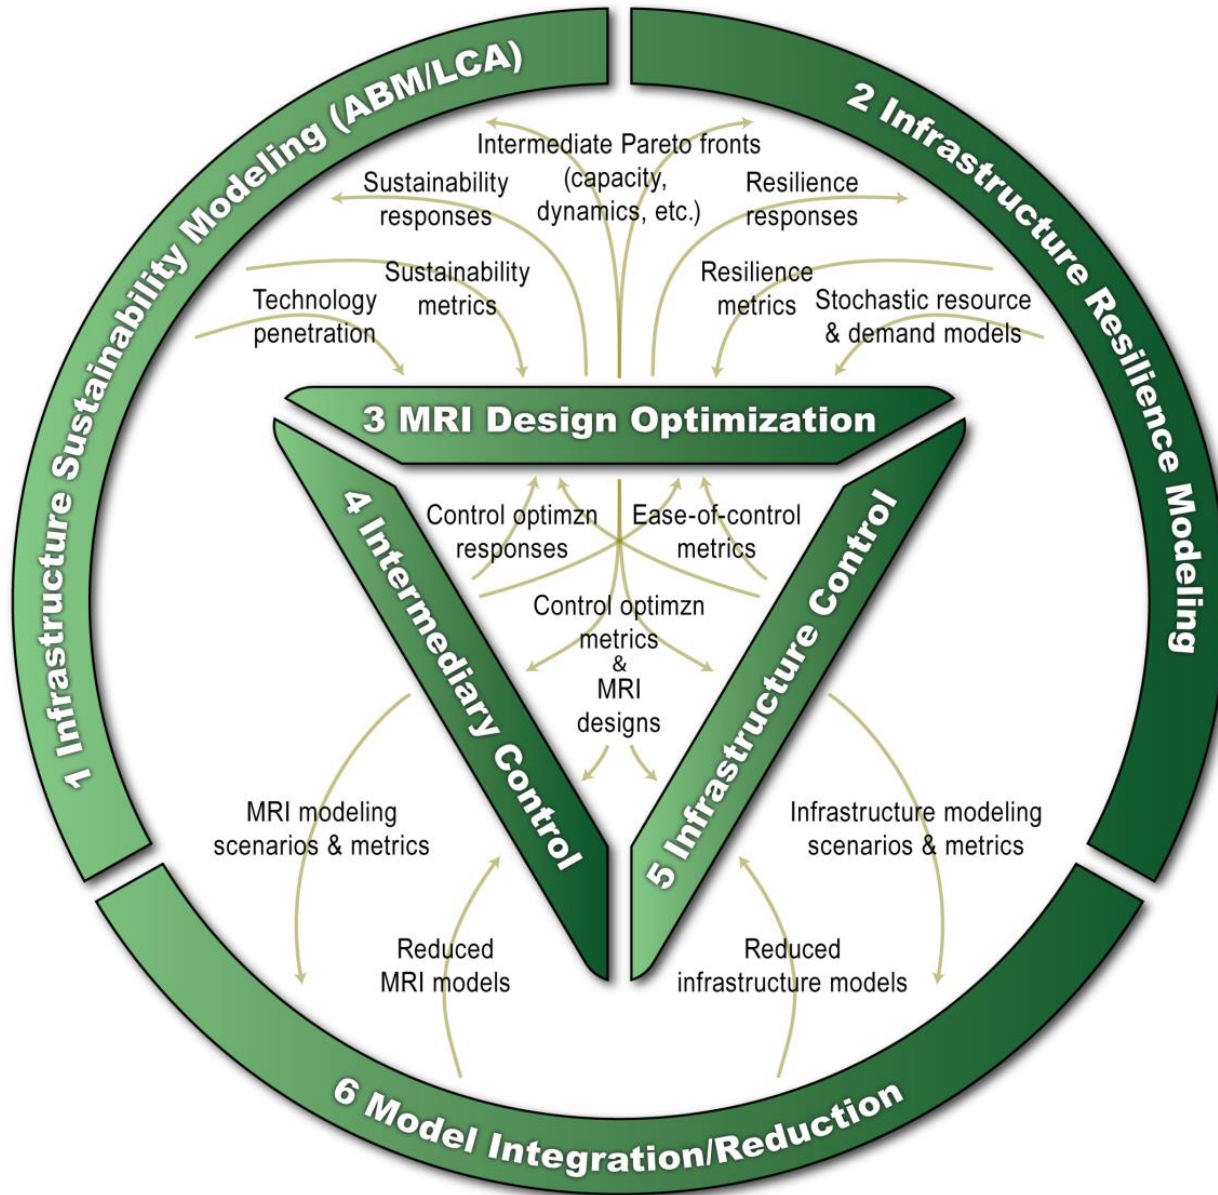 1 Infrastructure Sustainability Modeling (ABM/LCA)
2 Infrastructure Resilience Modeling
Intermediate Pareto fronts
(capacity,
dynamics, etc.)
Sustainability
responses
Resilience
responses
Sustainability
metrics
Resilience
metrics
Technology
penetration
Stochastic resource
& demand models
3 MRI Design Optimization
4 Intermediary Control
5 Infrastructure Control
Control optimzn
responses
Ease-of-control
metrics
Control optimzn
metrics
&
MRI
designs
MRI modeling
scenarios & metrics
Infrastructure modeling
scenarios & metrics
Reduced
MRI models
Reduced
infrastructure models
6 Model Integration/Reduction